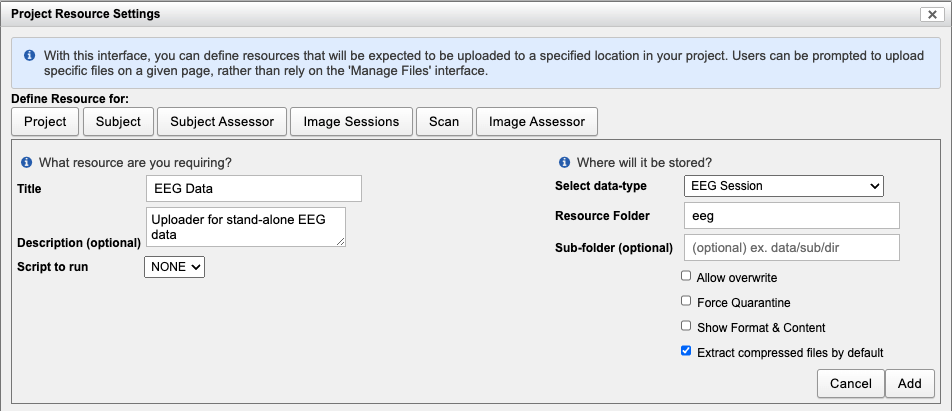 Project Resource Settings
With this interface, you can define resources that will be expected to be uploaded to a specified location in your project. Users can be prompted to upload
specific files on a given page, rather than rely on the 'Manage Files' interface.
Define Resource for:
Project Subject Subject Assessor Image Sessions Scan Image Assessor
What resource are you requiring?
Title EEG Data
Description (optional) Uploader for stand-alone EEG
data
Script to run NONE
Where will it be stored?
Select data-type EEG Session
Resource Folder eeg
Sub-folder (optional) (optional) ex. data/sub/dir
Allow overwrite
Force Quarantine
Show Format & Content
Extract compressed files by default
Cancel Add